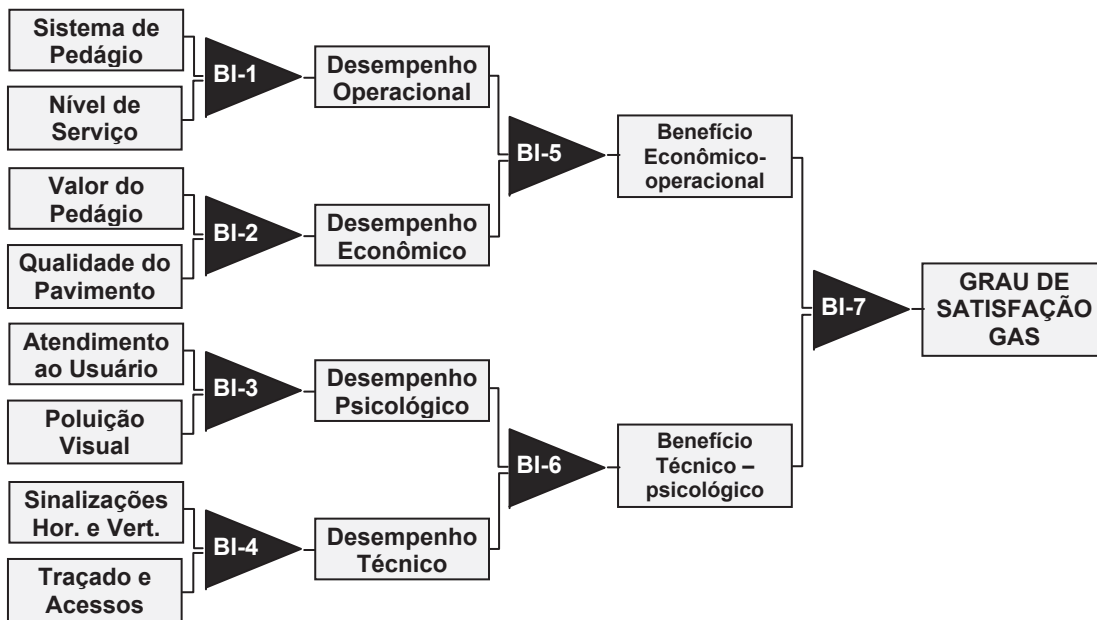 Sistema de
Pedágio
Nível de
Serviço
BI-1
Desempenho
Operacional
Valor do
Pedágio
Qualidade do
Pavimento
BI-2
Desempenho
Econômico
BI-5
Benefício
Econômico-
operacional
Atendimento
ao Usuário
Poluição
Visual
BI-3
Desempenho
Psicológico
Sinalizações
Hor. e Vert.
Traçado e
Acessos
BI-4
Desempenho
Técnico
BI-6
Benefício
Técnico –
psicológico
BI-7
GRAU DE
SATISFAÇÃO
GAS